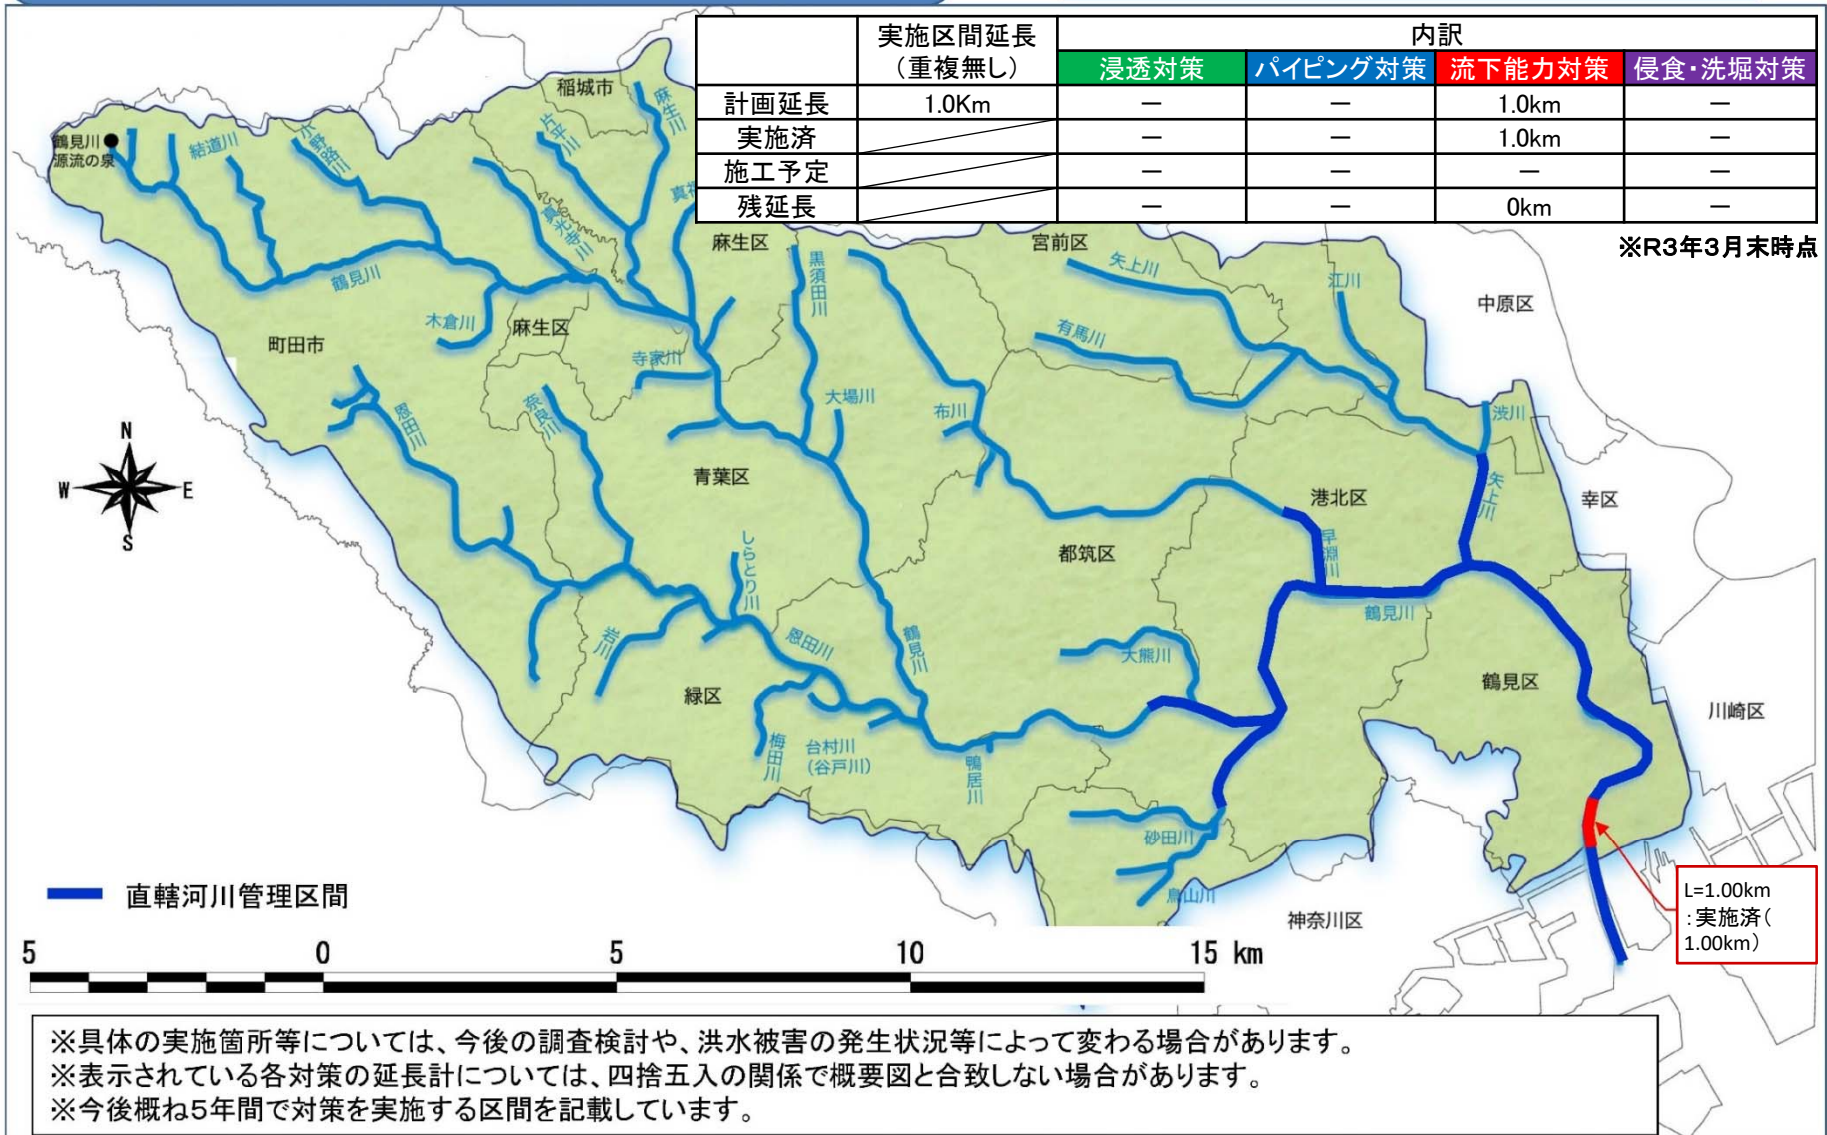 実施区間延長
（重複無し）
内訳
浸透対策 パイピング対策 流下能力対策 侵食・洗堀対策
計画延長 1.0Km － － 1.0km －
実施済 － － 1.0km －
施工予定 － － － －
残延長 － － 0km －
※R3年3月末時点
稲城市
麻生川
片平川
鶴見川
源流の泉
結道川
小野路川
真光寺川
麻生区
黒須田川
宮前区
矢上川
江川
中原区
鶴見川
木倉川
麻生区
町田市
有馬川
寺家川
大場川
布川
渋川
恩田川
奈良川
青葉区
港北区
矢上川
幸区
N
W E
S
早淵川
都筑区
しらとり川
鶴見川
岩川
恩田川
鶴見川
大熊川
緑区
鶴見区
川崎区
梅田川
台村川
（谷戸川）
鴨居川
砂田川
鳥山川
神奈川区
L=1.00km
：実施済（
1.00km）
直轄河川管理区間
5 0 5 10 15 km
※具体の実施箇所等については、今後の調査検討や、洪水被害の発生状況等によって変わる場合があります。
※表示されている各対策の延長計については、四捨五入の関係で概要図と合致しない場合があります。
※今後概ね5年間で対策を実施する区間を記載しています。